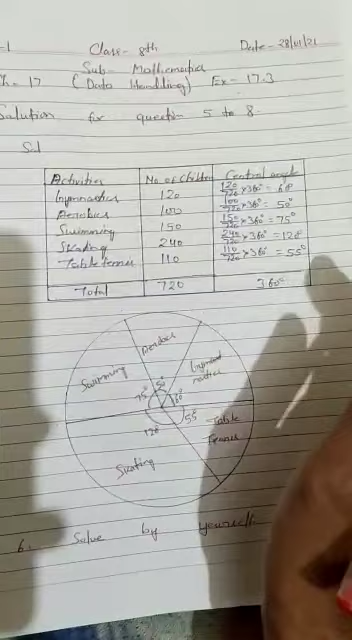 -1 Class- 8th Date- 28/01/21
Sub- Mathematics
h. 17 (Data Handling) Ex- 17.3
Solution for question 5 to 8.
Sol
Activities No. of Children Central angle
Gymnastics 120 120/720 ×360° = 60°
Aerobics 100 100/720 ×360° = 50°
Swimming 150 150/720 ×360° = 75°
Skating 240 240/720 ×360° = 120°
Table tennis 110 110/720 ×360° = 55°
Total 720 360°
Aerobics
Swimming
Gymnastics
75° 50° 60°
55° Table Tennis
120°
Skating
6. Solve by yourself.